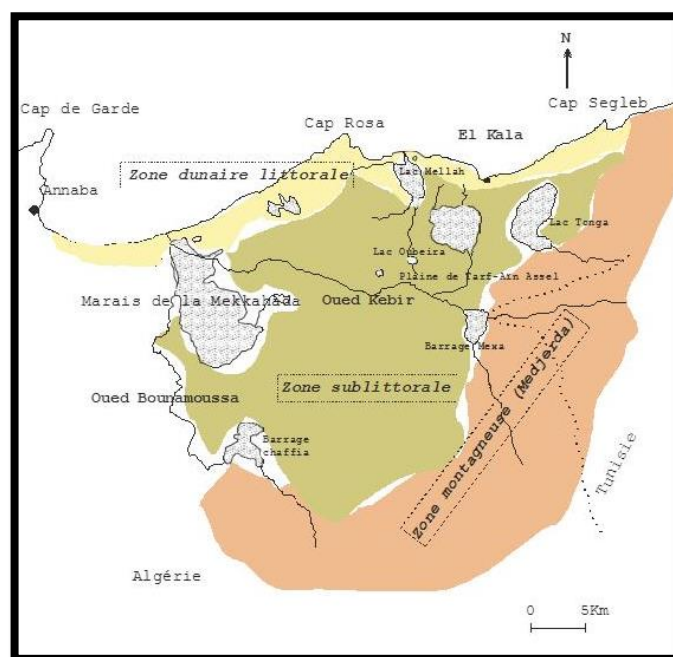 N
Cap de Garde
Cap Segleb
Cap Rosa
El Kala
Zone dunaire littorale
Lac Mellah
Annaba
Lac Tonga
Lac Oubeira
Plaine de Tarf-Arn Assel
Marais de la Mekkahada
Oued Kebir
Barrage Mexa
Zone sublittorale
Zone montagneuse (Medjerda)
Oued Bounamoussa
Barrage
chaffia
Tunisie
Algérie
0 5Km